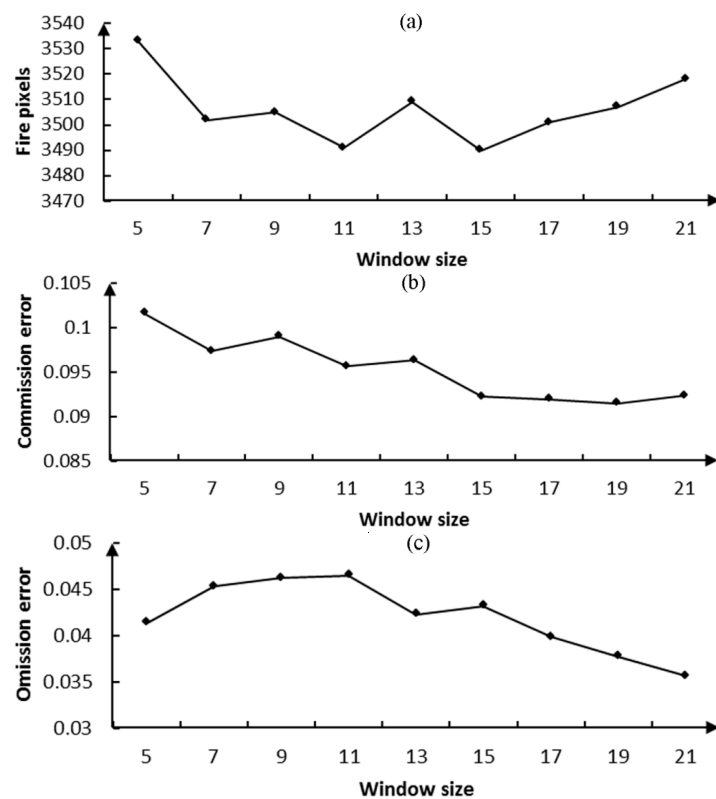 (a)
3540
3530
3520
3510
3500
3490
3480
3470
Fire pixels
5 7 9 11 13 15 17 19 21
Window size
(b)
0.105
0.1
0.095
0.09
0.085
Commission error
5 7 9 11 13 15 17 19 21
Window size
(c)
0.05
0.045
0.04
0.035
0.03
Omission error
5 7 9 11 13 15 17 19 21
Window size